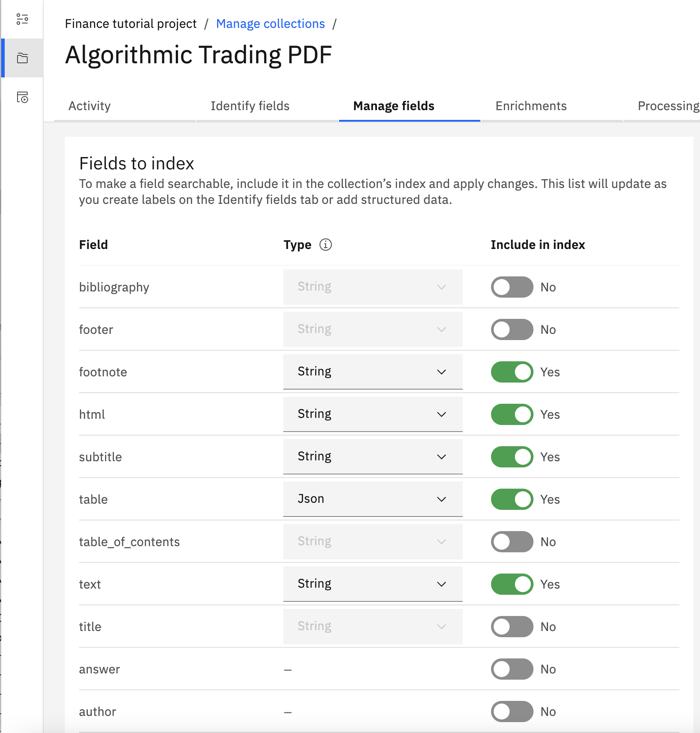 Finance tutorial project / Manage collections /
Algorithmic Trading PDF
Activity Identify fields Manage fields Enrichments Processing
Fields to index
To make a field searchable, include it in the collection’s index and apply changes. This list will update as
you create labels on the Identify fields tab or add structured data.
Field Type Include in index
bibliography String No
footer String No
footnote String Yes
html String Yes
subtitle String Yes
table Json Yes
table_of_contents String No
text String Yes
title String No
answer – No
author – No